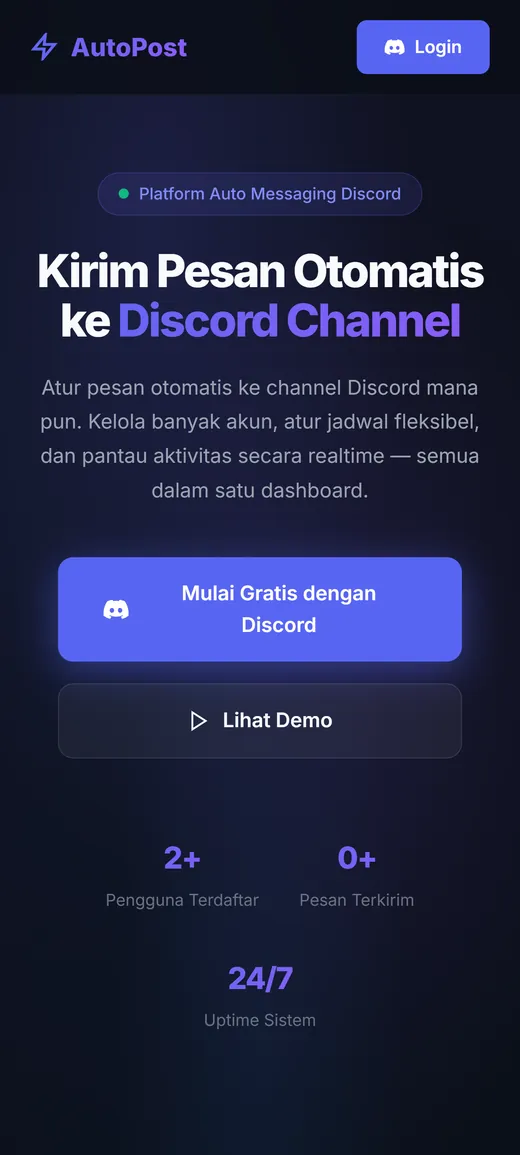 AutoPost
Login
Platform Auto Messaging Discord
Kirim Pesan Otomatis
ke Discord Channel
Atur pesan otomatis ke channel Discord mana
pun. Kelola banyak akun, atur jadwal fleksibel,
dan pantau aktivitas secara realtime — semua
dalam satu dashboard.
Mulai Gratis dengan
Discord
Lihat Demo
2+
0+
Pengguna Terdaftar
Pesan Terkirim
24/7
Uptime Sistem